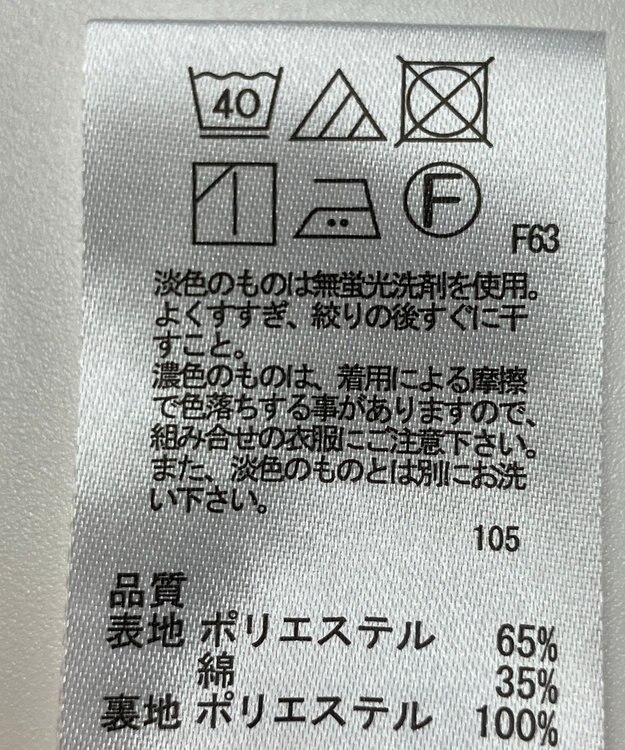 40
F
F63
淡色のものは無蛍光洗剤を使用。
よくすすぎ、絞りの後すぐに干
すこと。
濃色のものは、着用による摩擦
で色落ちする事がありますので、
組み合せの衣服にご注意下さい。
また、淡色のものとは別にお洗
い下さい。
105
品質
表地 ポリエステル 65%
綿 35%
裏地 ポリエステル 100%